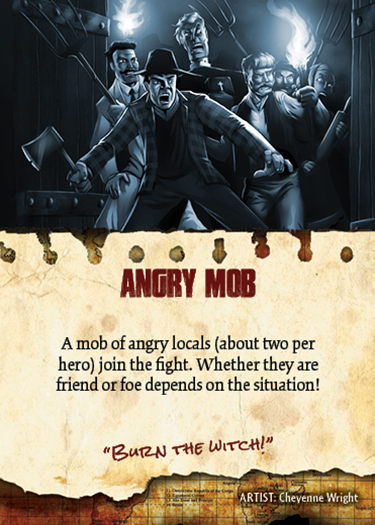 ANGRY MOB
A mob of angry locals (about two per
hero) join the fight. Whether they are
friend or foe depends on the situation!
"BURN THE WITCH!"
ARTIST: Cheyenne Wright